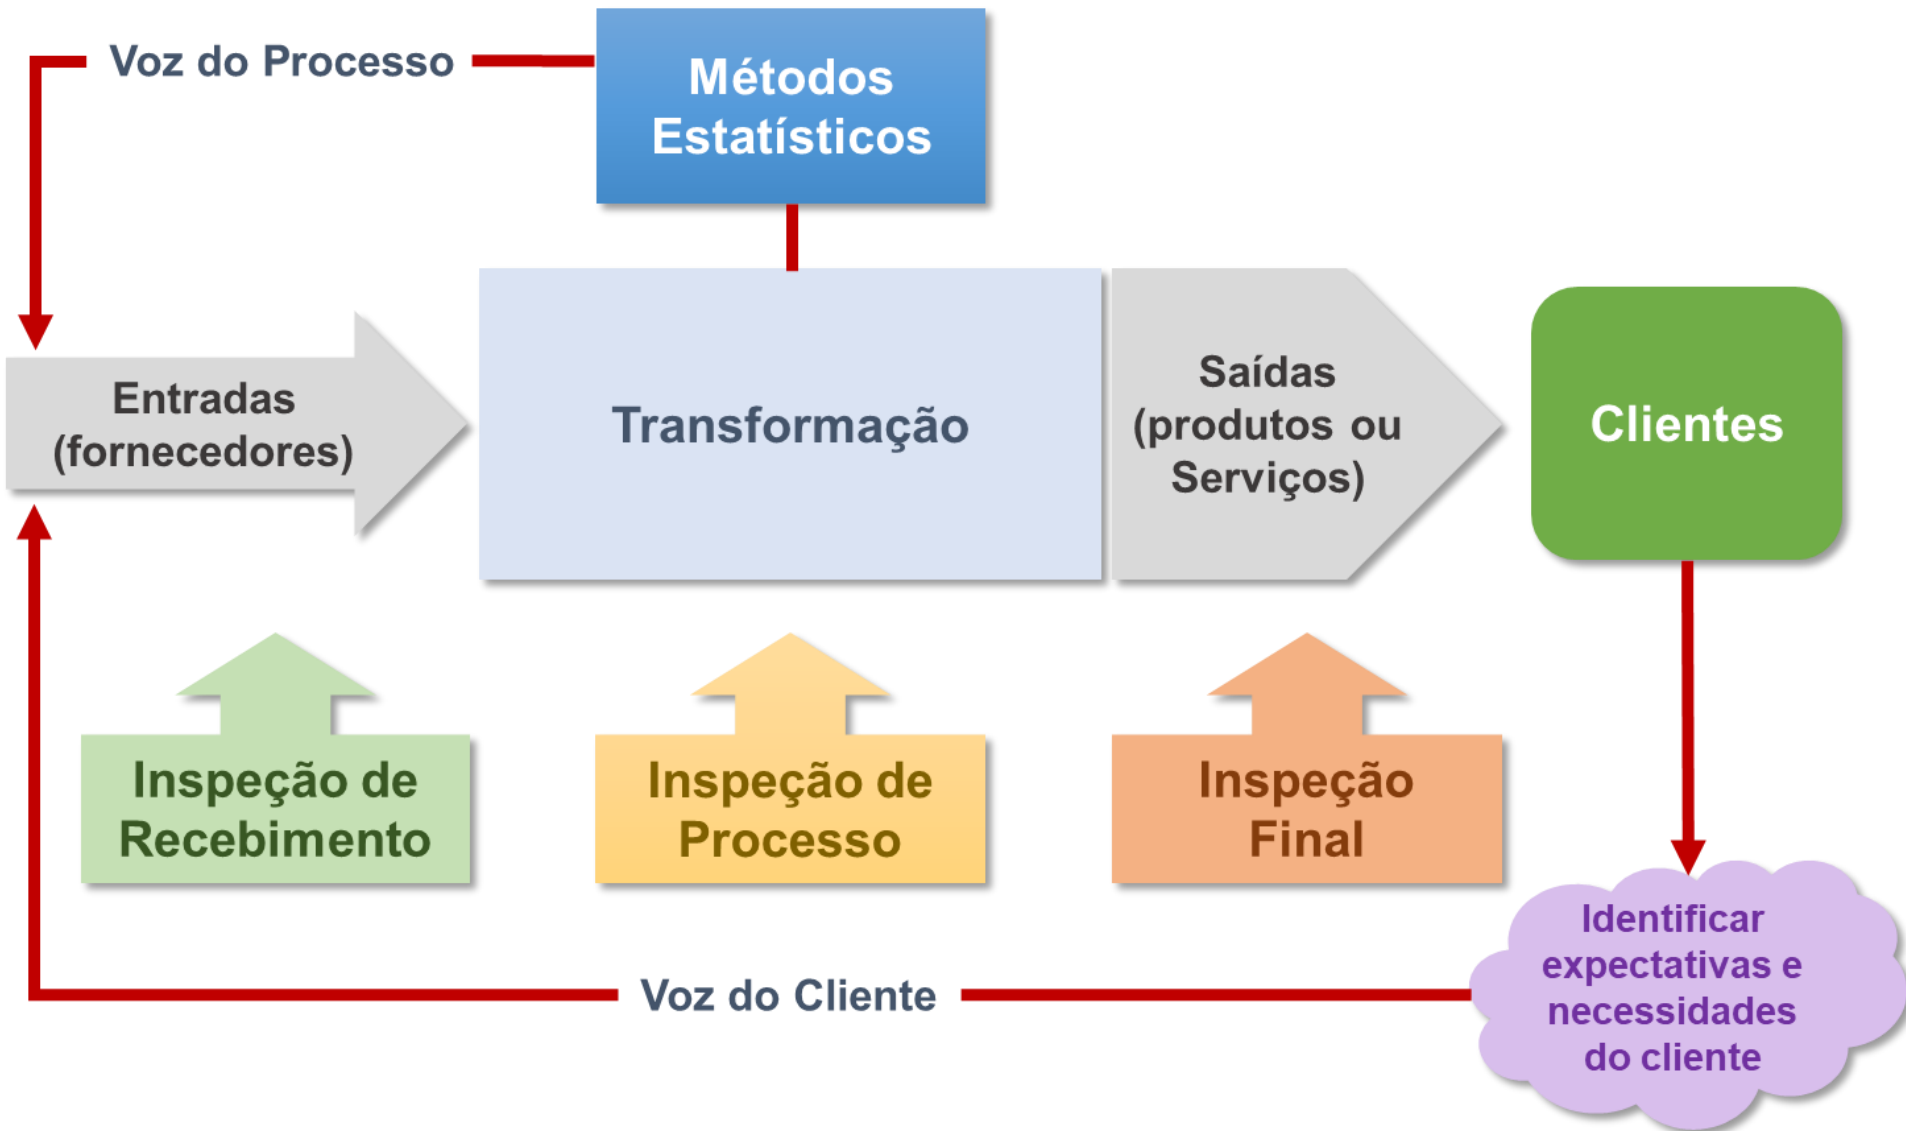 Voz do Processo
Métodos
Estatísticos
Entradas
(fornecedores)
Transformação
Saídas
(produtos ou
Serviços)
Clientes
Inspeção de
Recebimento
Inspeção de
Processo
Inspeção
Final
Voz do Cliente
Identificar
expectativas e
necessidades
do cliente